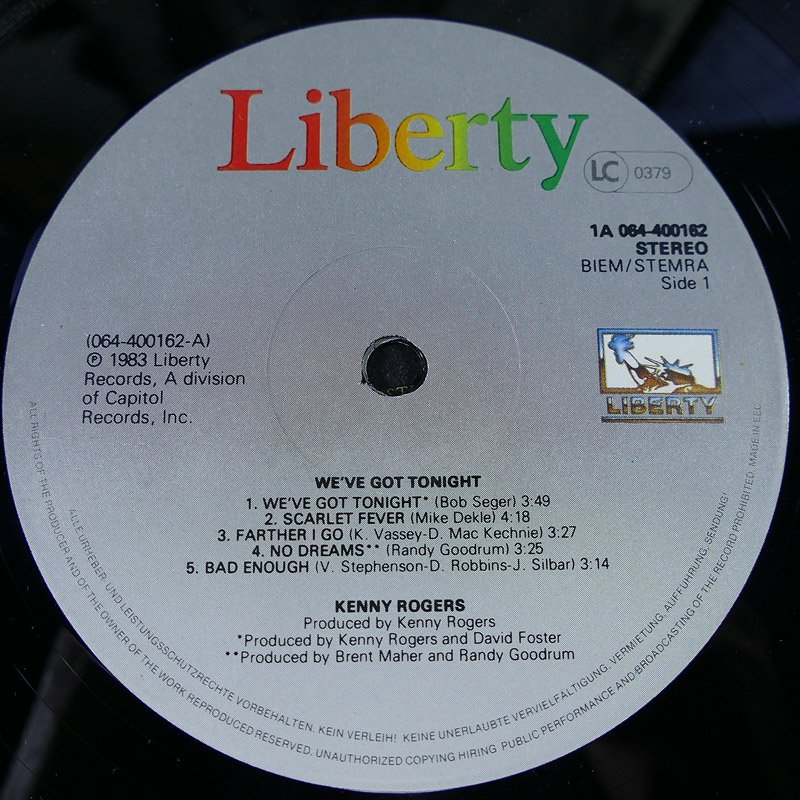 Liberty
LC 0379
1A 064-400162
STEREO
BIEM/STEMRA
Side 1
(064-400162-A)
℗ 1983 Liberty
Records, A division
of Capitol
Records, Inc.
LIBERTY
WE'VE GOT TONIGHT
1. WE'VE GOT TONIGHT* (Bob Seger) 3:49
2. SCARLET FEVER (Mike Dekle) 4:18
3. FARTHER I GO (K. Vassey-D. Mac Kechnie) 3:27
4. NO DREAMS** (Randy Goodrum) 3:25
5. BAD ENOUGH (V. Stephenson-D. Robbins-J. Silbar) 3:14
KENNY ROGERS
Produced by Kenny Rogers
*Produced by Kenny Rogers and David Foster
**Produced by Brent Maher and Randy Goodrum
ALLE URHEBER- UND LEISTUNGSSCHUTZRECHTE VORBEHALTEN. KEIN VERLEIH! KEINE UNERLAUBTE VERVIELFÄLTIGUNG, VERMIETUNG, AUFFÜHRUNG, SENDUNG!
ALL RIGHTS OF THE PRODUCER AND OF THE OWNER OF THE WORK REPRODUCED RESERVED. UNAUTHORIZED COPYING HIRING PUBLIC PERFORMANCE AND BROADCASTING OF THE RECORD PROHIBITED. MADE IN EEC